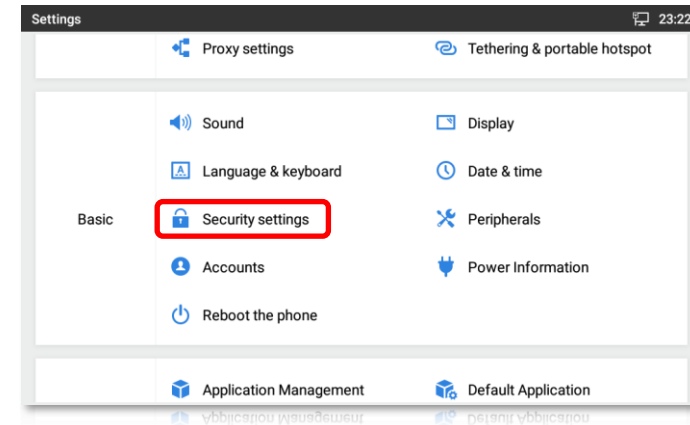 Settings 23:22
Proxy settings Tethering & portable hotspot
Sound Display
Language & keyboard Date & time
Basic Security settings Peripherals
Accounts Power Information
Reboot the phone
Application Management Default Application